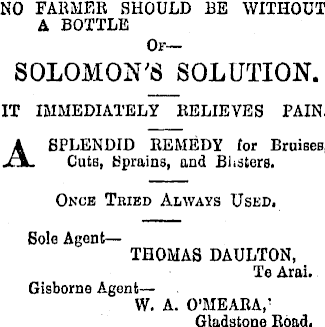 NO FARMER SHOULD BE WITHOUT
A BOTTLE
OF—
SOLOMON'S SOLUTION.
IT IMMEDIATELY RELIEVES PAIN.
A SPLENDID REMEDY for Bruises,
Cuts, Sprains, and Blisters.
ONCE TRIED ALWAYS USED.
Sole Agent—
THOMAS DAULTON,
Te Arai.
Gisborne Agent—
W. A. O'MEARA,
Gladstone Road.